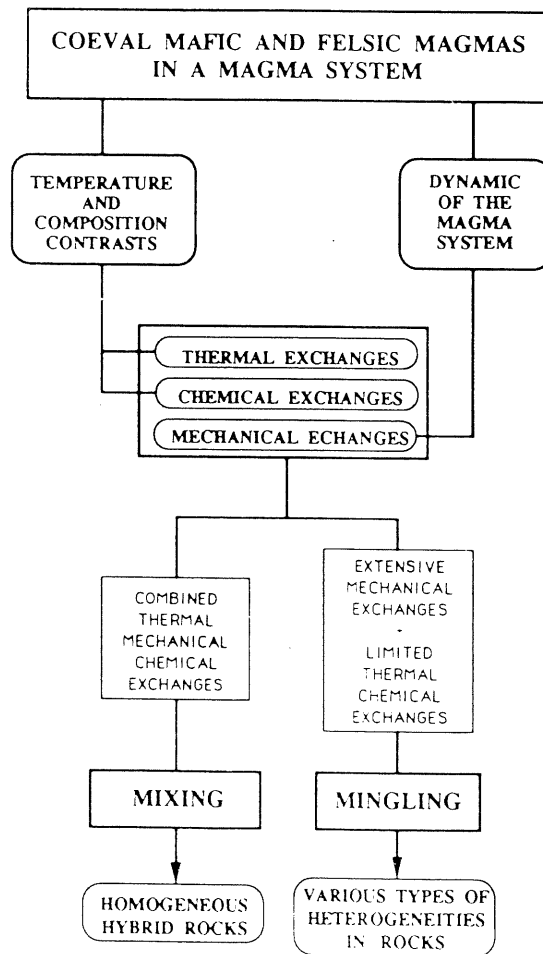 COEVAL MAFIC AND FELSIC MAGMAS
IN A MAGMA SYSTEM
TEMPERATURE
AND
COMPOSITION
CONTRASTS
DYNAMIC
OF THE
MAGMA
SYSTEM
THERMAL EXCHANGES
CHEMICAL EXCHANGES
MECHANICAL ECHANGES
COMBINED
THERMAL
MECHANICAL
CHEMICAL
EXCHANGES
EXTENSIVE
MECHANICAL
EXCHANGES
-
LIMITED
THERMAL
CHEMICAL
EXCHANGES
MIXING
MINGLING
HOMOGENEOUS
HYBRID ROCKS
VARIOUS TYPES OF
HETEROGENEITIES
IN ROCKS